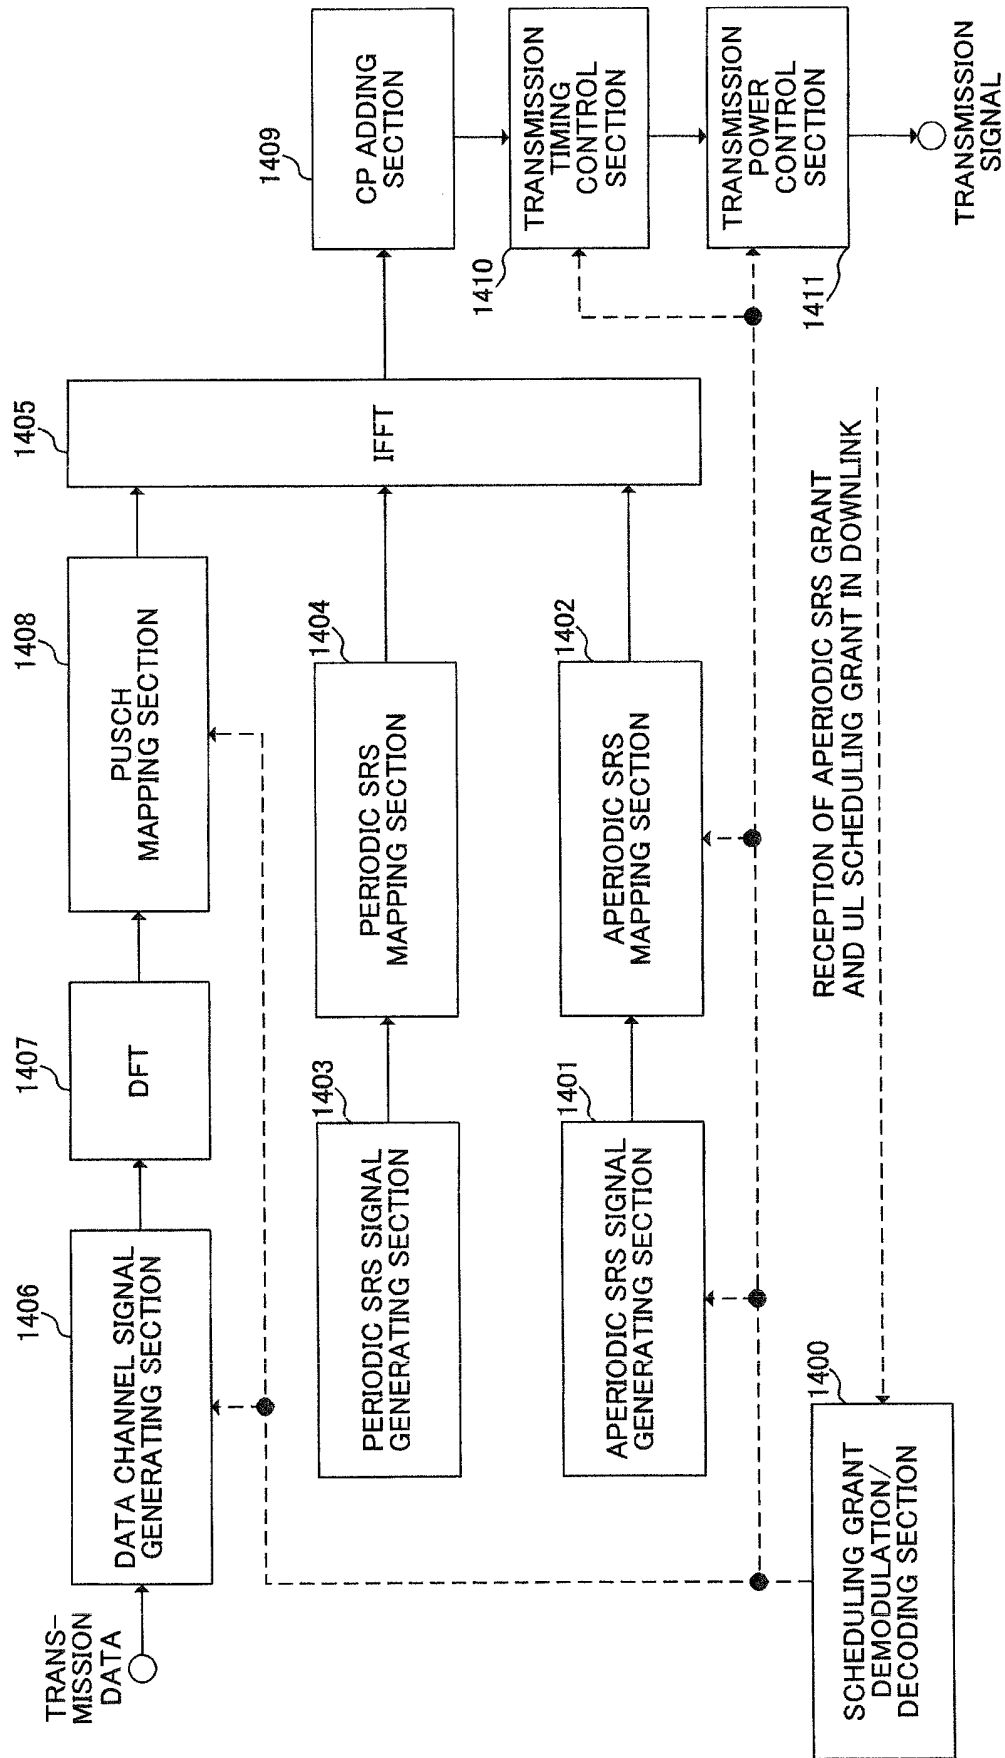 TRANS-
MISSION
DATA
1406
DATA CHANNEL SIGNAL
GENERATING SECTION
1407
DFT
1408
PUSCH
MAPPING SECTION
1405
IFFT
1403
PERIODIC SRS SIGNAL
GENERATING SECTION
1404
PERIODIC SRS
MAPPING SECTION
1409
CP ADDING
SECTION
1401
APERIODIC SRS SIGNAL
GENERATING SECTION
1402
APERIODIC SRS
MAPPING SECTION
1410
TRANSMISSION
TIMING
CONTROL
SECTION
1411
TRANSMISSION
POWER
CONTROL
SECTION
1400
SCHEDULING GRANT
DEMODULATION/
DECODING SECTION
RECEPTION OF APERIODIC SRS GRANT
AND UL SCHEDULING GRANT IN DOWNLINK
TRANSMISSION
SIGNAL